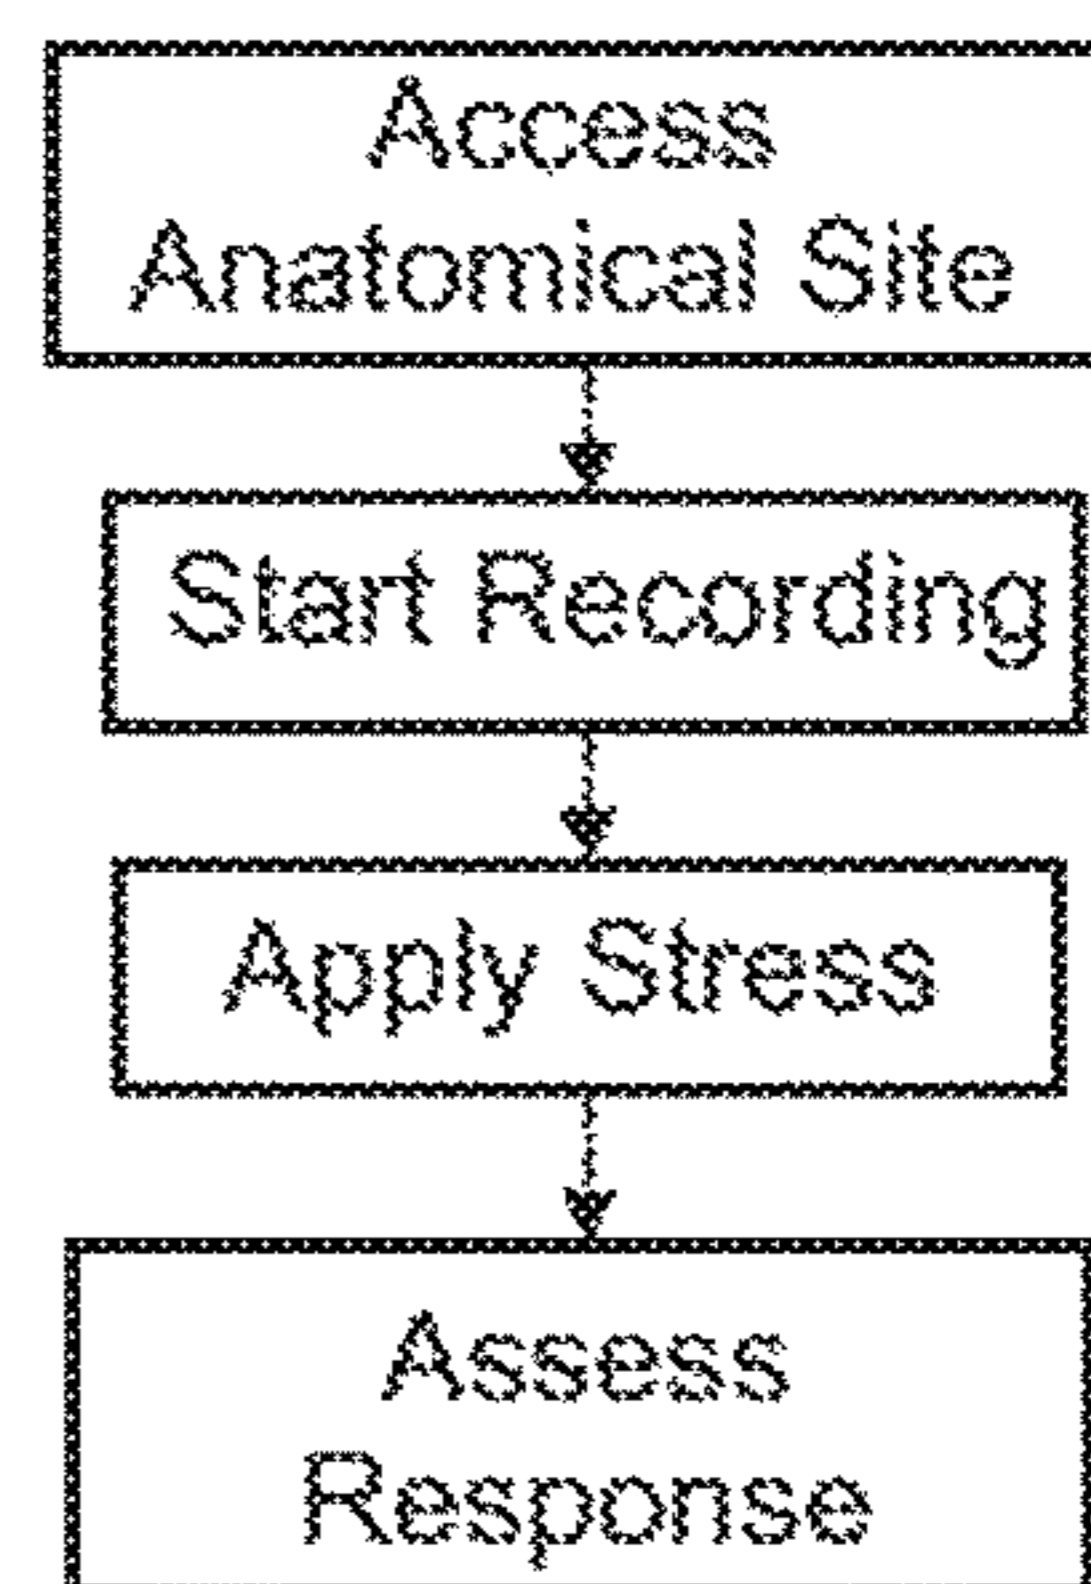 Access
Anatomical Site
Start Recording
Apply Stress
Assess
Response